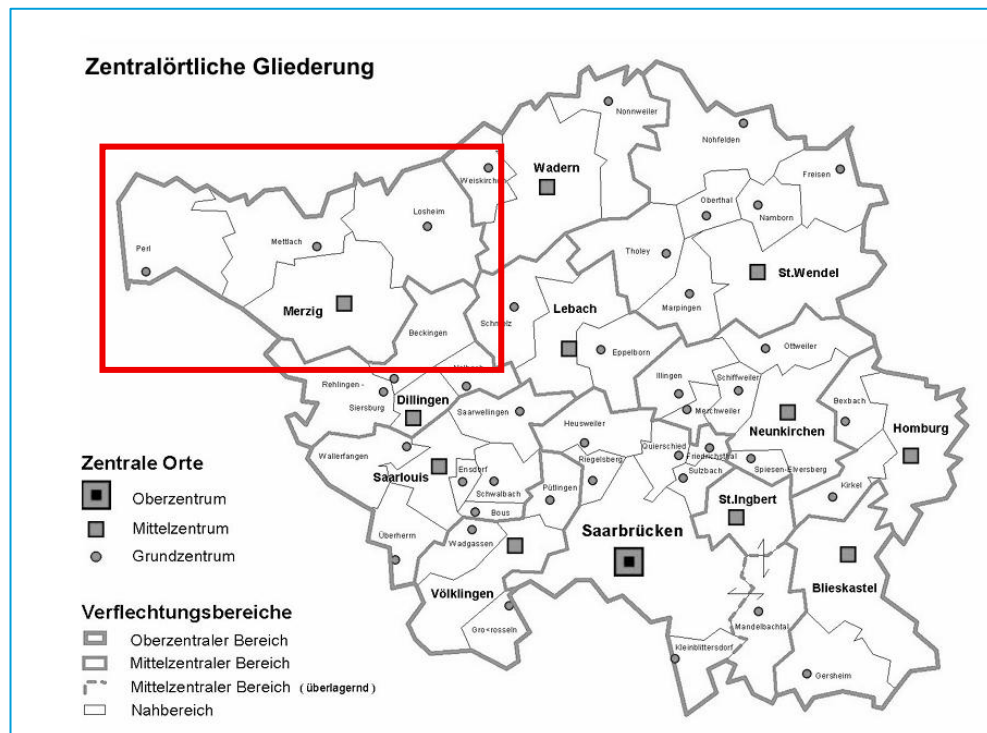 Zentralörtliche Gliederung
Nonnweiler
Nohfelden
Freisen
Weiskirchen
Wadern
Oberthal
Namborn
Losheim
Perl
Mettlach
Tholey
St.Wendel
Merzig
Lebach
Marpingen
Schmelz
Beckingen
Eppelborn
Ottweiler
Illingen
Schiffweiler
Rehlingen -
Siersburg
Dillingen
Saarwellingen
Merchweiler
Bexbach
Heusweiler
Neunkirchen
Homburg
Quierschied
Friedrichsthal
Wallerfangen
Riegelsberg
Sulzbach
Spiesen-Elversberg
Saarlouis
Ensdorf
Schwalbach
Püttlingen
Kirkel
St.Ingbert
Bous
Überherrn
Wadgassen
Saarbrücken
Völklingen
Blieskastel
Gro<rosseln
Mandelbachtal
Kleinblittersdorf
Gersheim
Zentrale Orte
Oberzentrum
Mittelzentrum
Grundzentrum
Verflechtungsbereiche
Oberzentraler Bereich
Mittelzentraler Bereich
Mittelzentraler Bereich ( überlagernd )
Nahbereich